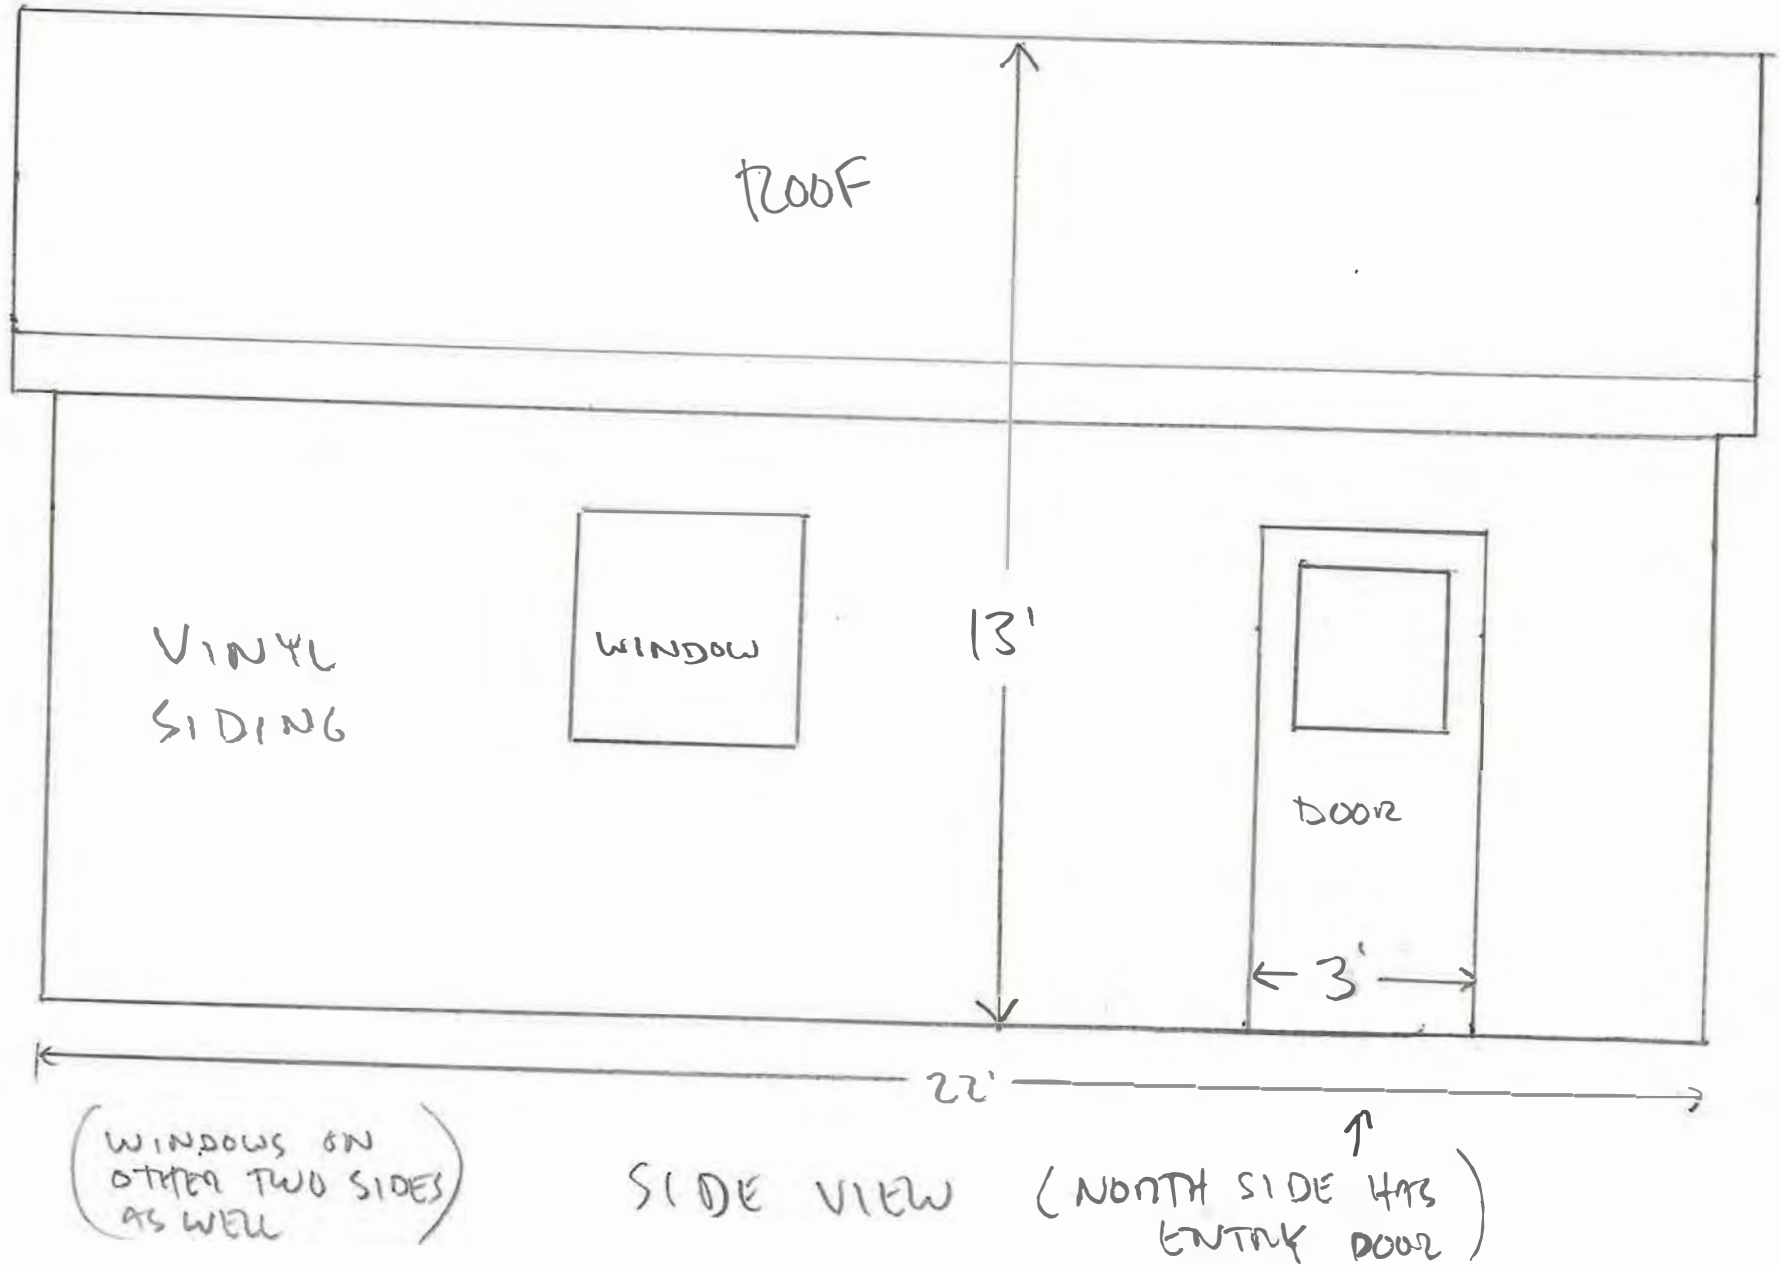 ROOF
VINYL
SIDING
WINDOW
13'
DOOR
3'
22'
(WINDOWS ON
OTHER TWO SIDES
AS WELL)
SIDE VIEW
(NORTH SIDE HAS
ENTRY DOOR)